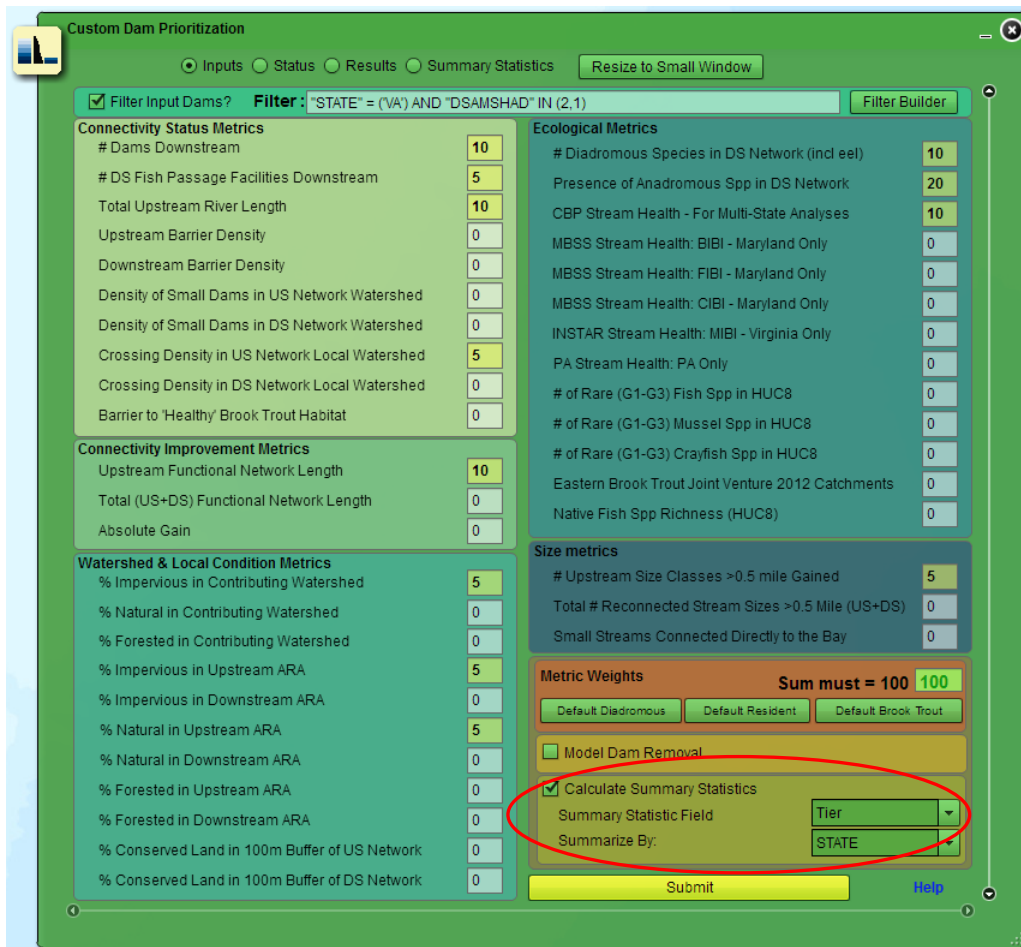 Custom Dam Prioritization
Inputs Status Results Summary Statistics Resize to Small Window
Filter Input Dams? Filter : "STATE" = ('VA') AND "DSAMSHAD" IN (2,1) Filter Builder
Connectivity Status Metrics
# Dams Downstream 10
# DS Fish Passage Facilities Downstream 5
Total Upstream River Length 10
Upstream Barrier Density 0
Downstream Barrier Density 0
Density of Small Dams in US Network Watershed 0
Density of Small Dams in DS Network Watershed 0
Crossing Density in US Network Local Watershed 5
Crossing Density in DS Network Local Watershed 0
Barrier to 'Healthy' Brook Trout Habitat 0
Connectivity Improvement Metrics
Upstream Functional Network Length 10
Total (US+DS) Functional Network Length 0
Absolute Gain 0
Watershed & Local Condition Metrics
% Impervious in Contributing Watershed 5
% Natural in Contributing Watershed 0
% Forested in Contributing Watershed 0
% Impervious in Upstream ARA 5
% Impervious in Downstream ARA 0
% Natural in Upstream ARA 5
% Natural in Downstream ARA 0
% Forested in Upstream ARA 0
% Forested in Downstream ARA 0
% Conserved Land in 100m Buffer of US Network 0
% Conserved Land in 100m Buffer of DS Network 0
Ecological Metrics
# Diadromous Species in DS Network (incl eel) 10
Presence of Anadromous Spp in DS Network 20
CBP Stream Health - For Multi-State Analyses 10
MBSS Stream Health: BIBI - Maryland Only 0
MBSS Stream Health: FIBI - Maryland Only 0
MBSS Stream Health: CIBI - Maryland Only 0
INSTAR Stream Health: MIBI - Virginia Only 0
PA Stream Health: PA Only 0
# of Rare (G1-G3) Fish Spp in HUC8 0
# of Rare (G1-G3) Mussel Spp in HUC8 0
# of Rare (G1-G3) Crayfish Spp in HUC8 0
Eastern Brook Trout Joint Venture 2012 Catchments 0
Native Fish Spp Richness (HUC8) 0
Size metrics
# Upstream Size Classes >0.5 mile Gained 5
Total # Reconnected Stream Sizes >0.5 Mile (US+DS) 0
Small Streams Connected Directly to the Bay 0
Metric Weights Sum must = 100 100
Default Diadromous Default Resident Default Brook Trout
Model Dam Removal
Calculate Summary Statistics
Summary Statistic Field Tier
Summarize By: STATE
Submit Help